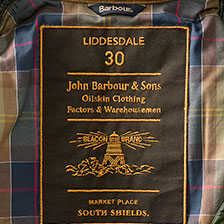 Barbour
LIDDESDALE
30
John Barbour & Sons
Oilskin Clothing
Factors & Warehousemen
BEACON BRAND
MARKET PLACE
SOUTH SHIELDS.